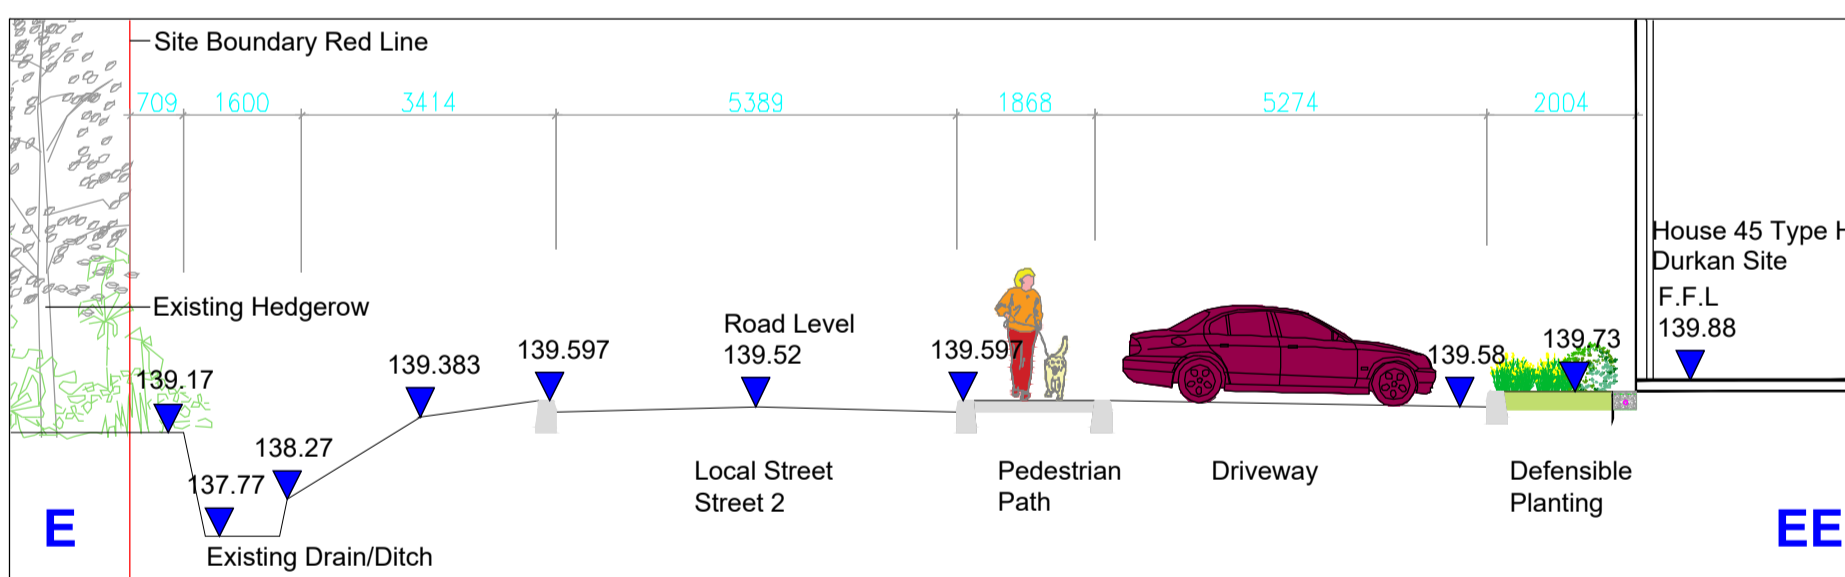 Site Boundary Red Line
709 1600 3414 5389 1868 5274 2004
House 45 Type H
Durkan Site
F.F.L
139.88
Existing Hedgerow
Road Level
139.52
139.17
139.383
139.597
139.597
139.58
139.73
138.27
137.77
Local Street
Street 2
Pedestrian
Path
Driveway
Defensible
Planting
E
EE
Existing Drain/Ditch